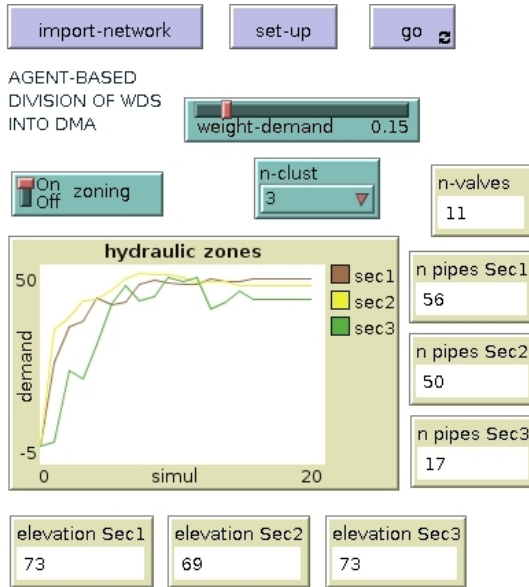 import-network
set-up
go
AGENT-BASED
DIVISION OF WDS
INTO DMA
weight-demand 0.15
On
Off
zoning
n-clust
3
n-valves
11
hydraulic zones
50
demand
-5
0
simul
20
sec1
sec2
sec3
n pipes Sec1
56
n pipes Sec2
50
n pipes Sec3
17
elevation Sec1
73
elevation Sec2
69
elevation Sec3
73